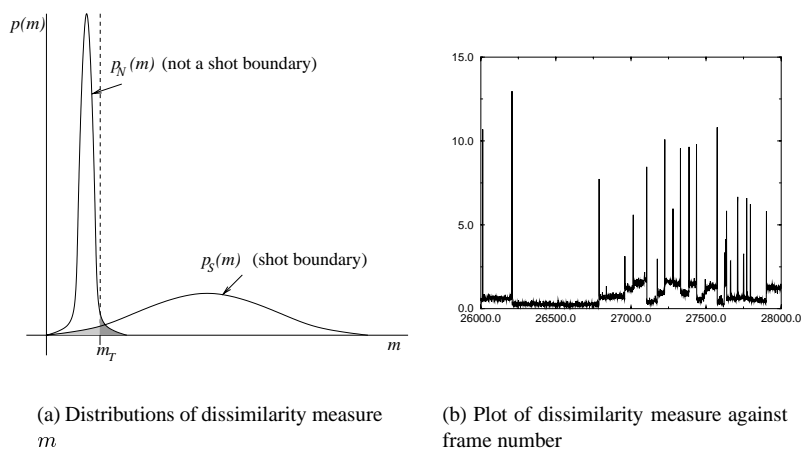 p(m)
p_N(m) (not a shot boundary)
p_S(m) (shot boundary)
m_T
m
15.0
10.0
5.0
0.0
26000.0 26500.0 27000.0 27500.0 28000.0
(a) Distributions of dissimilarity measure
m
(b) Plot of dissimilarity measure against
frame number